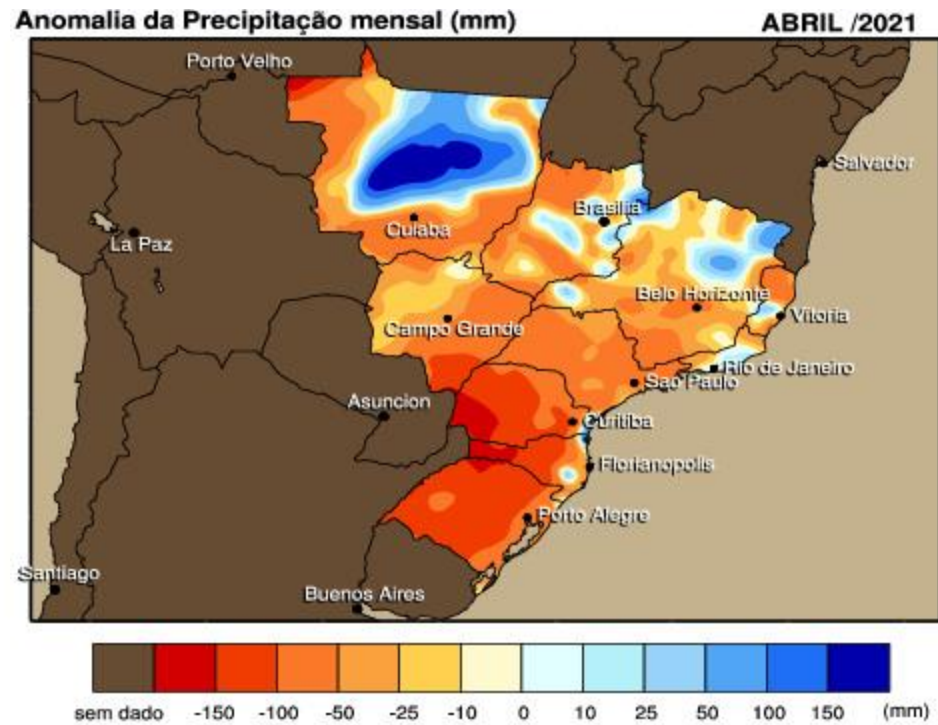 Anomalia da Precipitação mensal (mm) ABRIL /2021
Porto Velho
Salvador
Brasilia
Cuiaba
La Paz
Belo Horizonte
Vitoria
Campo Grande
Rio de Janeiro
Sao Paulo
Asuncion
Curitiba
Florianopolis
Porto Alegre
Santiago
Buenos Aires
sem dado -150 -100 -50 -25 -10 0 10 25 50 100 150 (mm)